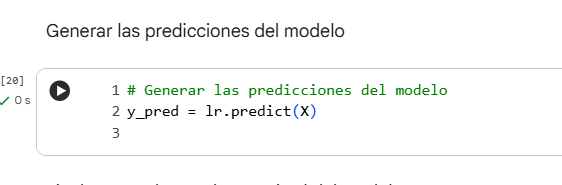 Generar las predicciones del modelo
[20]
0 s
1 # Generar las predicciones del modelo
2 y_pred = lr.predict(X)
3